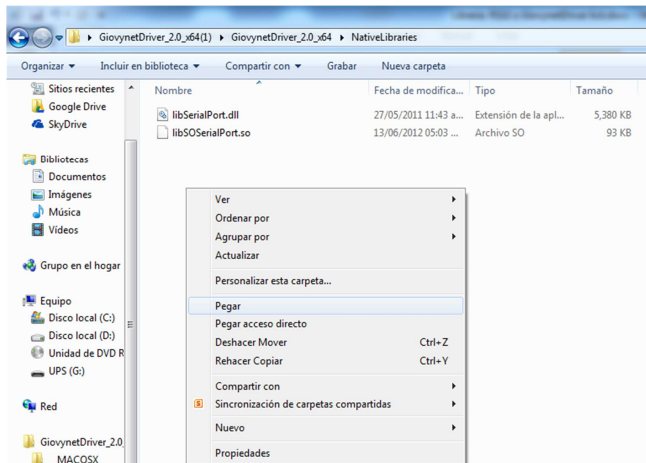 GiovynetDriver_2.0_x64(1) GiovynetDriver_2.0_x64 NativeLibraries
Organizar Incluir en biblioteca Compartir con Grabar Nueva carpeta
Sitios recientes
Google Drive
SkyDrive
Bibliotecas
Documentos
Imágenes
Música
Vídeos
Grupo en el hogar
Equipo
Disco local (C:)
Disco local (D:)
Unidad de DVD R
UPS (G:)
Red
GiovynetDriver_2.0_
MACOSX
Nombre Fecha de modifica... Tipo Tamaño
libSerialPort.dll 27/05/2011 11:43 a... Extensión de la apl... 5,380 KB
libSOSerialPort.so 13/06/2012 05:03 ... Archivo SO 93 KB
Ver
Ordenar por
Agrupar por
Actualizar
Personalizar esta carpeta...
Pegar
Pegar acceso directo
Deshacer Mover Ctrl+Z
Rehacer Copiar Ctrl+Y
Compartir con
Sincronización de carpetas compartidas
Nuevo
Propiedades